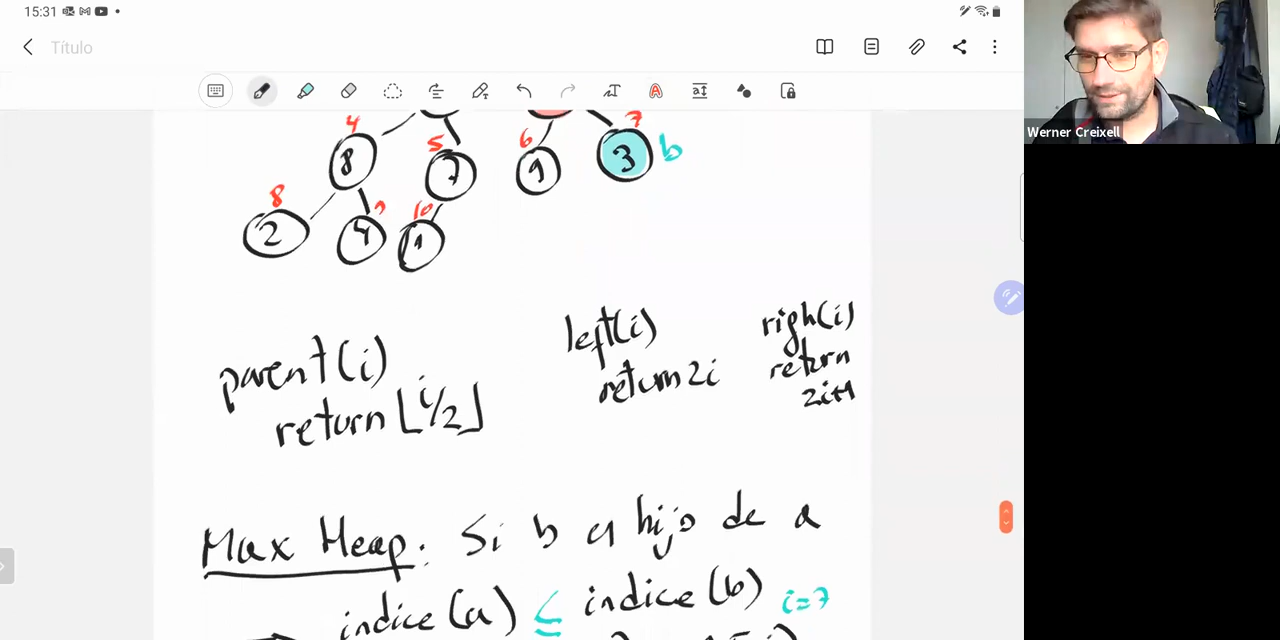 15:31
Título
Werner Creixell
4
5
6
7
8
7
9
3 b
8
9
10
2
4
1
parent(i)
return ⌊i/2⌋
left(i)
return 2i
righ(i)
return
2i+1
Max Heap: Si b es hijo de a
indice(a) ≤ indice(b) i=7